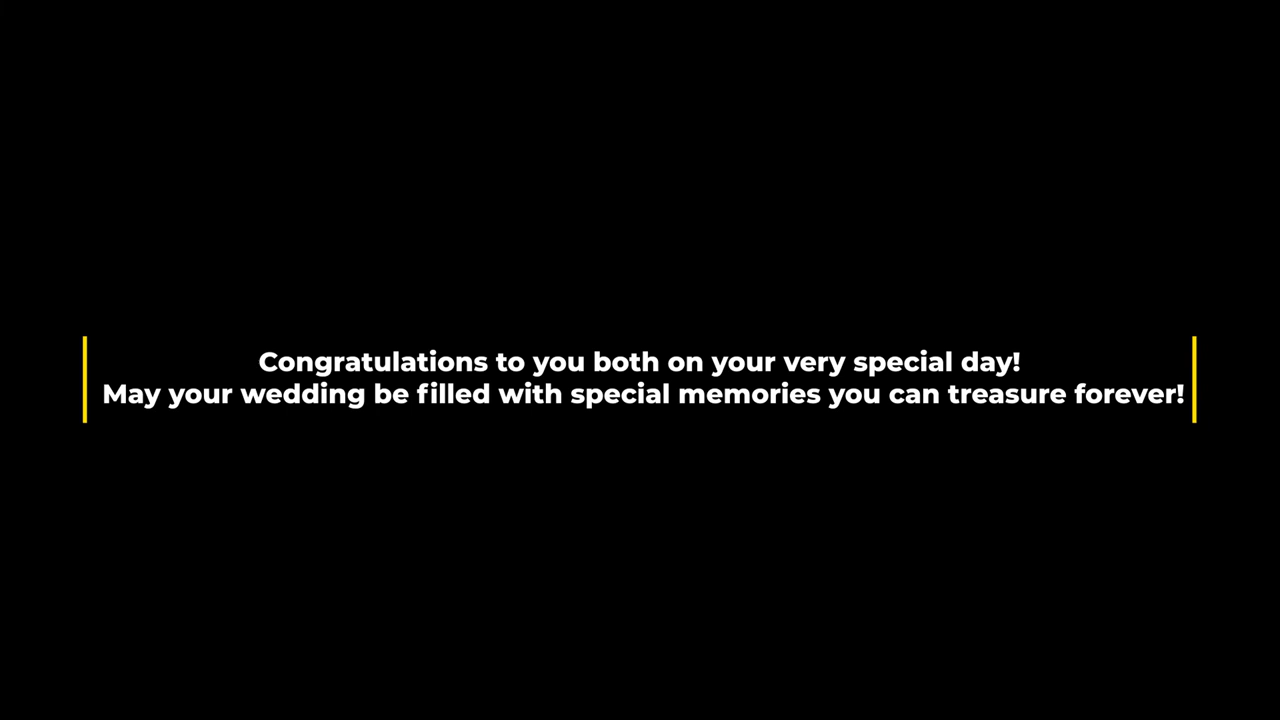 Congratulations to you both on your very special day!
May your wedding be filled with special memories you can treasure forever!